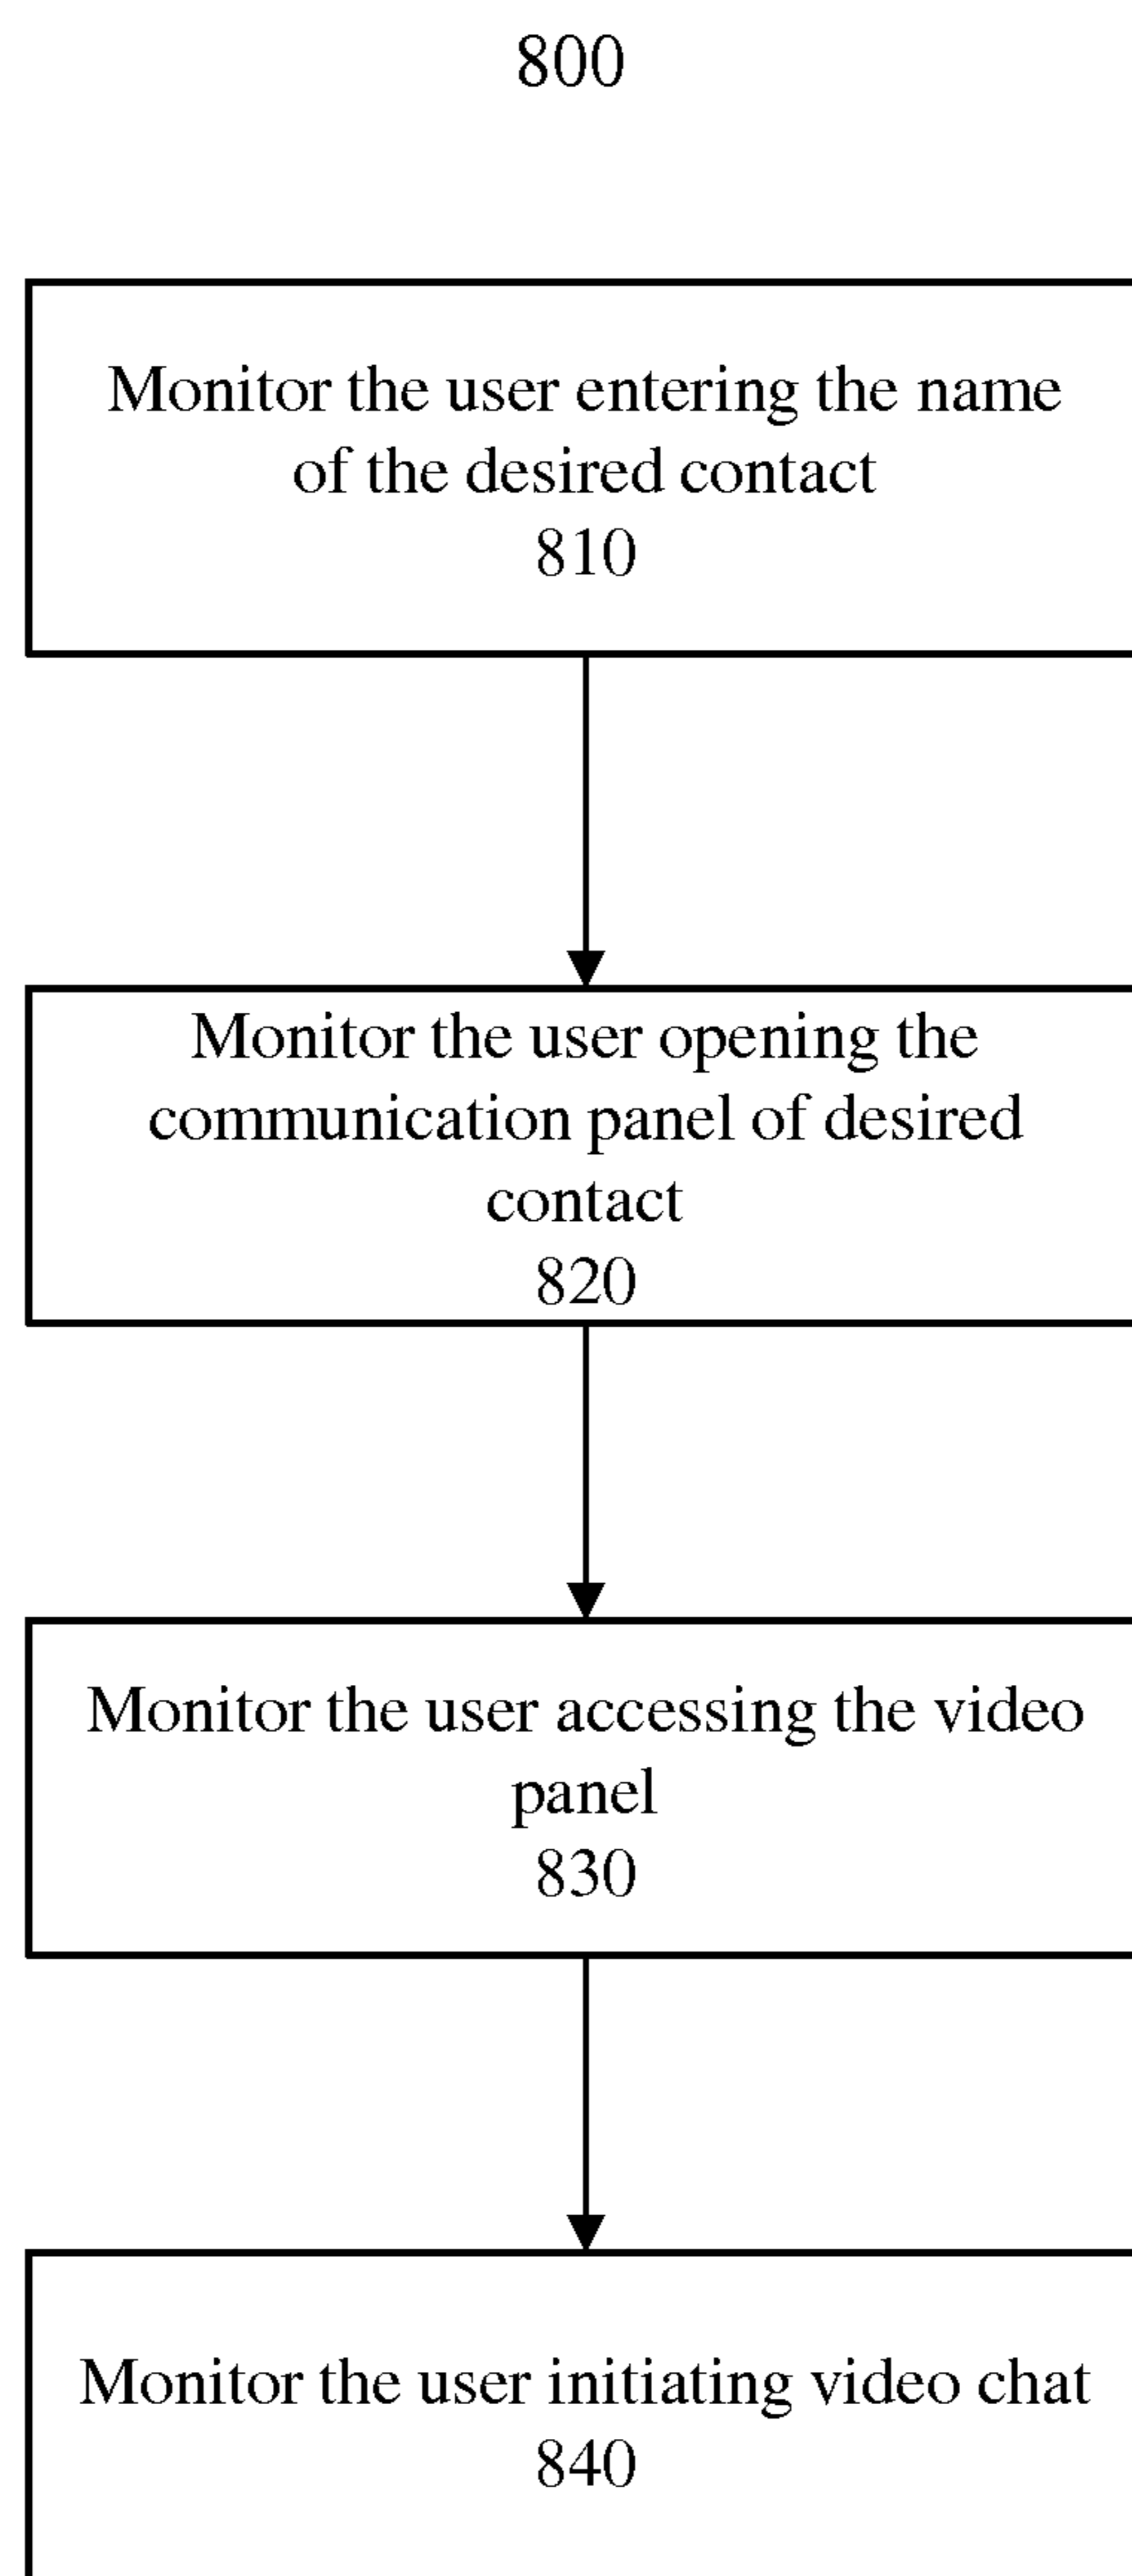 800
Monitor the user entering the name
of the desired contact
810
Monitor the user opening the
communication panel of desired
contact
820
Monitor the user accessing the video
panel
830
Monitor the user initiating video chat
840